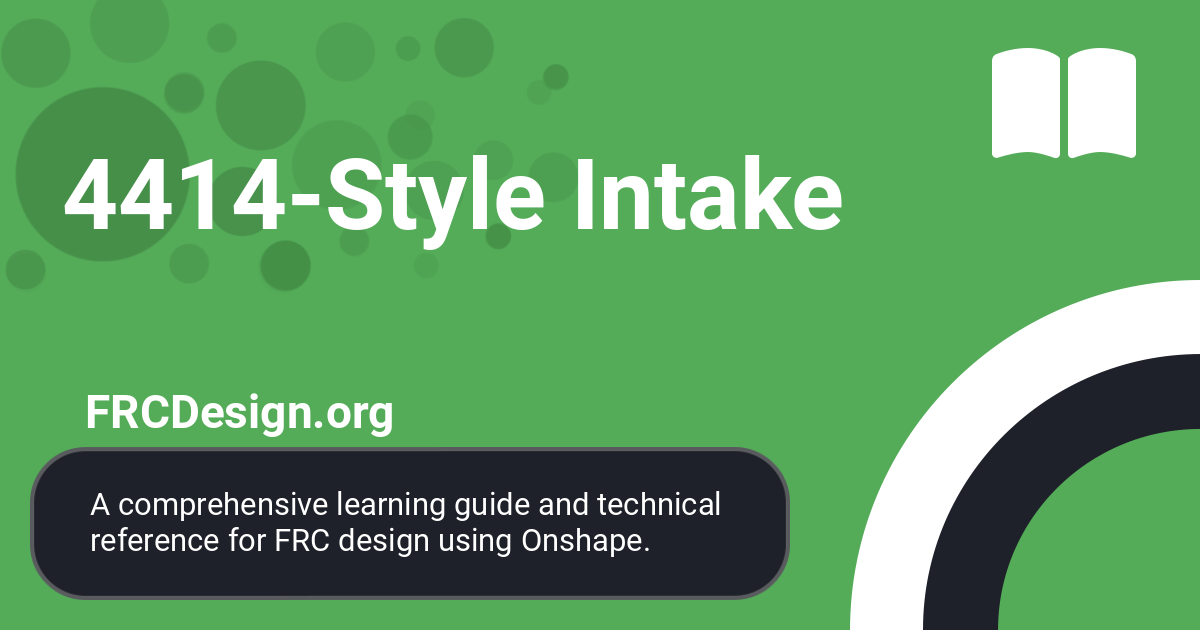 4414-Style Intake
FRCDesign.org
A comprehensive learning guide and technical
reference for FRC design using Onshape.